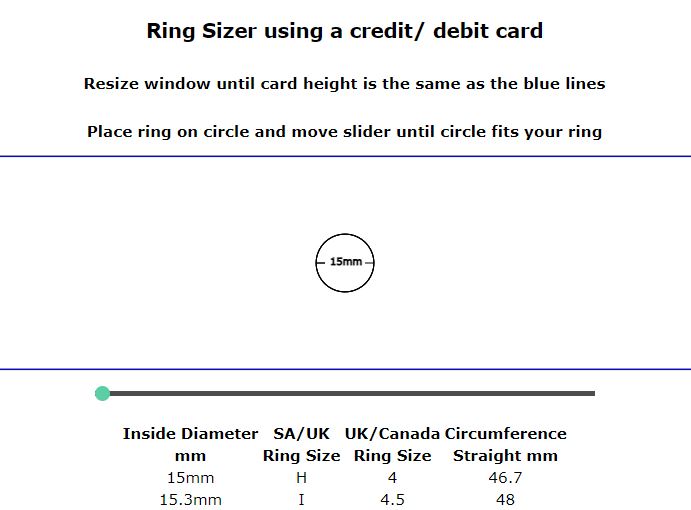 Ring Sizer using a credit/ debit card
Resize window until card height is the same as the blue lines
Place ring on circle and move slider until circle fits your ring
15mm
Inside Diameter SA/UK UK/Canada Circumference
mm Ring Size Ring Size Straight mm
15mm H 4 46.7
15.3mm I 4.5 48